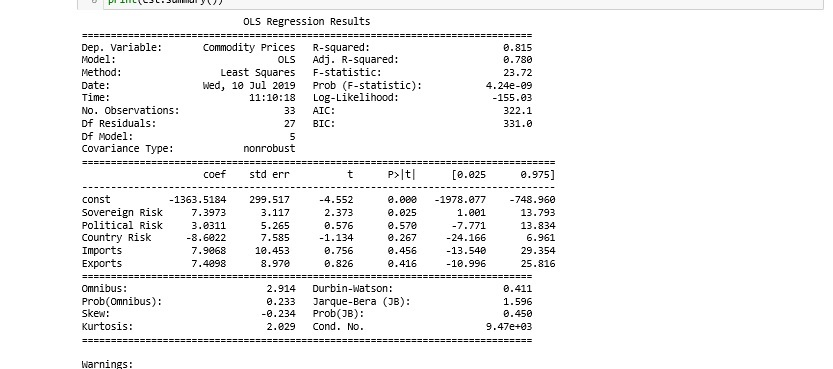 print(est.summary())
OLS Regression Results
==============================================================================
Dep. Variable: Commodity Prices R-squared: 0.815
Model: OLS Adj. R-squared: 0.780
Method: Least Squares F-statistic: 23.72
Date: Wed, 10 Jul 2019 Prob (F-statistic): 4.24e-09
Time: 11:10:18 Log-Likelihood: -155.03
No. Observations: 33 AIC: 322.1
Df Residuals: 27 BIC: 331.0
Df Model: 5
Covariance Type: nonrobust
==================================================================================
coef std err t P>|t| [0.025 0.975]
----------------------------------------------------------------------------------
const -1363.5184 299.517 -4.552 0.000 -1978.077 -748.960
Sovereign Risk 7.3973 3.117 2.373 0.025 1.001 13.793
Political Risk 3.0311 5.265 0.576 0.570 -7.771 13.834
Country Risk -8.6022 7.585 -1.134 0.267 -24.166 6.961
Imports 7.9068 10.453 0.756 0.456 -13.540 29.354
Exports 7.4098 8.970 0.826 0.416 -10.996 25.816
==============================================================================
Omnibus: 2.914 Durbin-Watson: 0.411
Prob(Omnibus): 0.233 Jarque-Bera (JB): 1.596
Skew: -0.234 Prob(JB): 0.450
Kurtosis: 2.029 Cond. No. 9.47e+03
==============================================================================
Warnings: